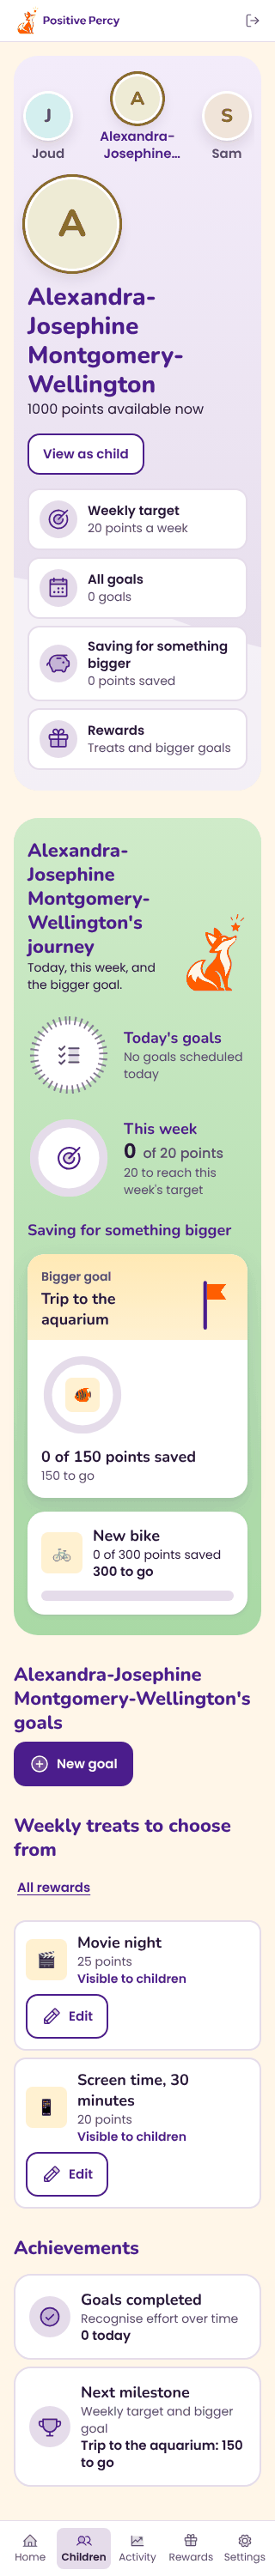 Positive Percy
J
A
S
Joud
Alexandra-
Josephine...
Sam
A
Alexandra-
Josephine
Montgomery-
Wellington
1000 points available now
View as child
Weekly target
20 points a week
All goals
0 goals
Saving for something
bigger
0 points saved
Rewards
Treats and bigger goals
Alexandra-
Josephine
Montgomery-
Wellington's
journey
Today, this week, and
the bigger goal.
Today's goals
No goals scheduled
today
This week
0 of 20 points
20 to reach this
week's target
Saving for something bigger
Bigger goal
Trip to the
aquarium
0 of 150 points saved
150 to go
New bike
0 of 300 points saved
300 to go
Alexandra-Josephine
Montgomery-Wellington's
goals
New goal
Weekly treats to choose
from
All rewards
Movie night
25 points
Visible to children
Edit
Screen time, 30
minutes
20 points
Visible to children
Edit
Achievements
Goals completed
Recognise effort over time
0 today
Next milestone
Weekly target and bigger
goal
Trip to the aquarium: 150
to go
Home
Children
Activity
Rewards
Settings